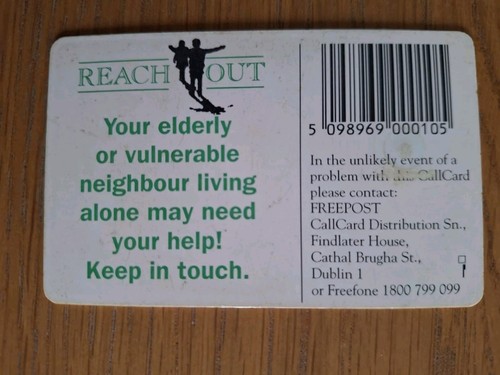 REACH OUT
Your elderly
or vulnerable
neighbour living
alone may need
your help!
Keep in touch.
5 098969 000105
In the unlikely event of a
problem with this CallCard
please contact:
FREEPOST
CallCard Distribution Sn.,
Findlater House,
Cathal Brugha St.,
Dublin 1
or Freefone 1800 799 099